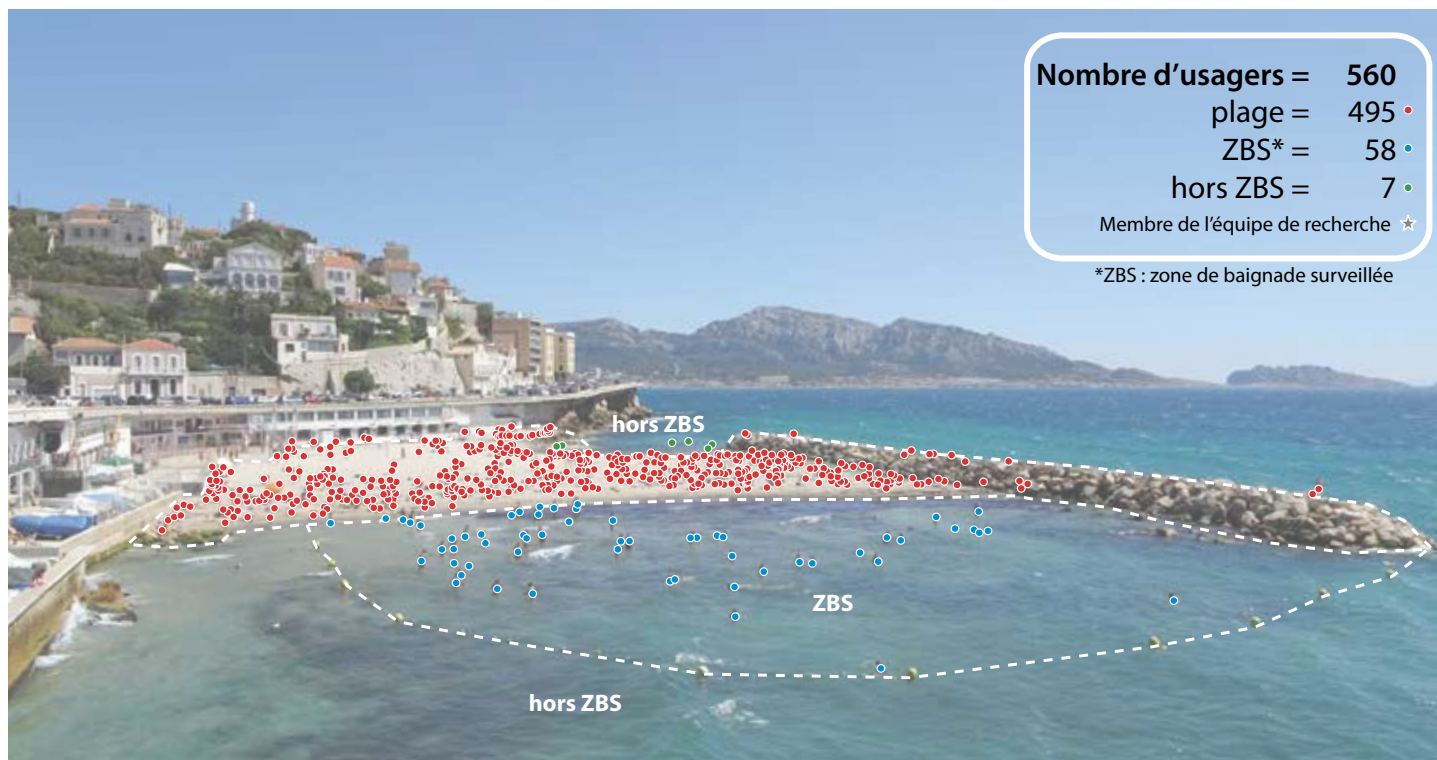 Nombre d’usagers = 560
plage = 495
ZBS* = 58
hors ZBS = 7
Membre de l’équipe de recherche
*ZBS : zone de baignade surveillée
hors ZBS
ZBS
hors ZBS